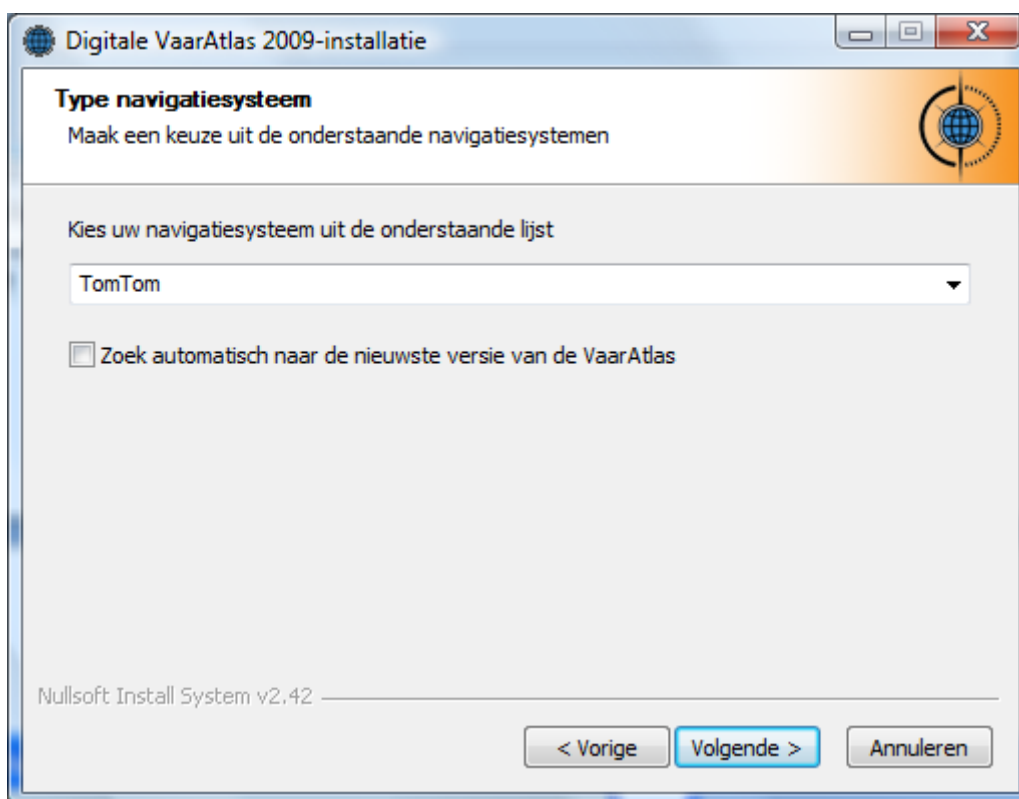 Digitale VaarAtlas 2009-installatie
Type navigatiesysteem
Maak een keuze uit de onderstaande navigatiesystemen
Kies uw navigatiesysteem uit de onderstaande lijst
TomTom
Zoek automatisch naar de nieuwste versie van de VaarAtlas
Nullsoft Install System v2.42
< Vorige
Volgende >
Annuleren